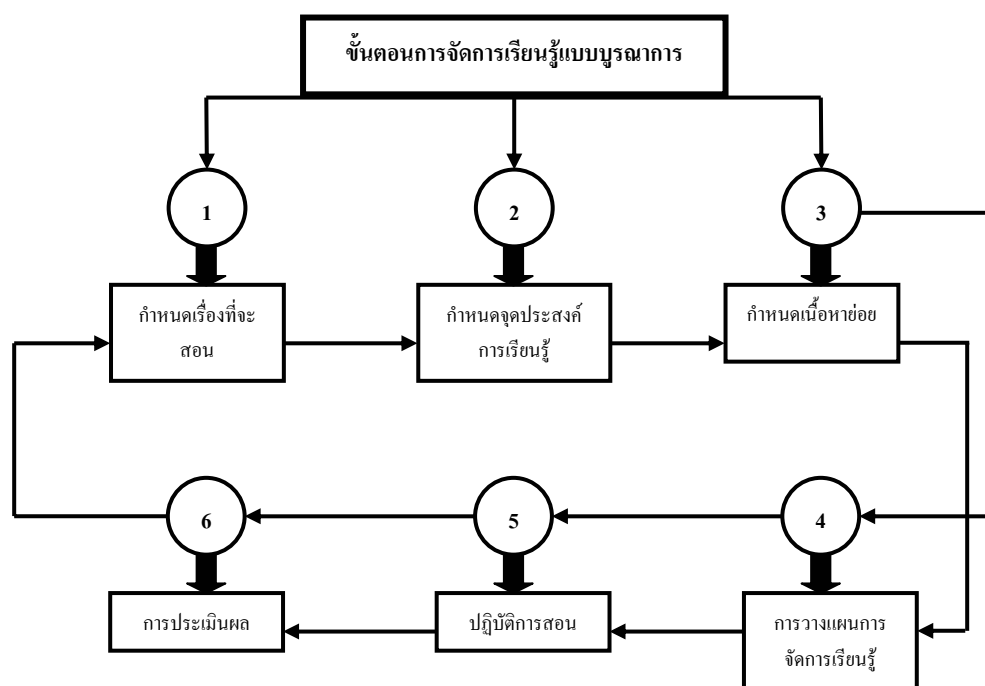 ขั้นตอนการจัดการเรียนรู้แบบบูรณาการ
1
2
3
กำหนดเรื่องที่จะ
สอน
กำหนดจุดประสงค์
การเรียนรู้
กำหนดเนื้อหาย่อย
6
5
4
การประเมินผล
ปฏิบัติการสอน
การวางแผนการ
จัดการเรียนรู้